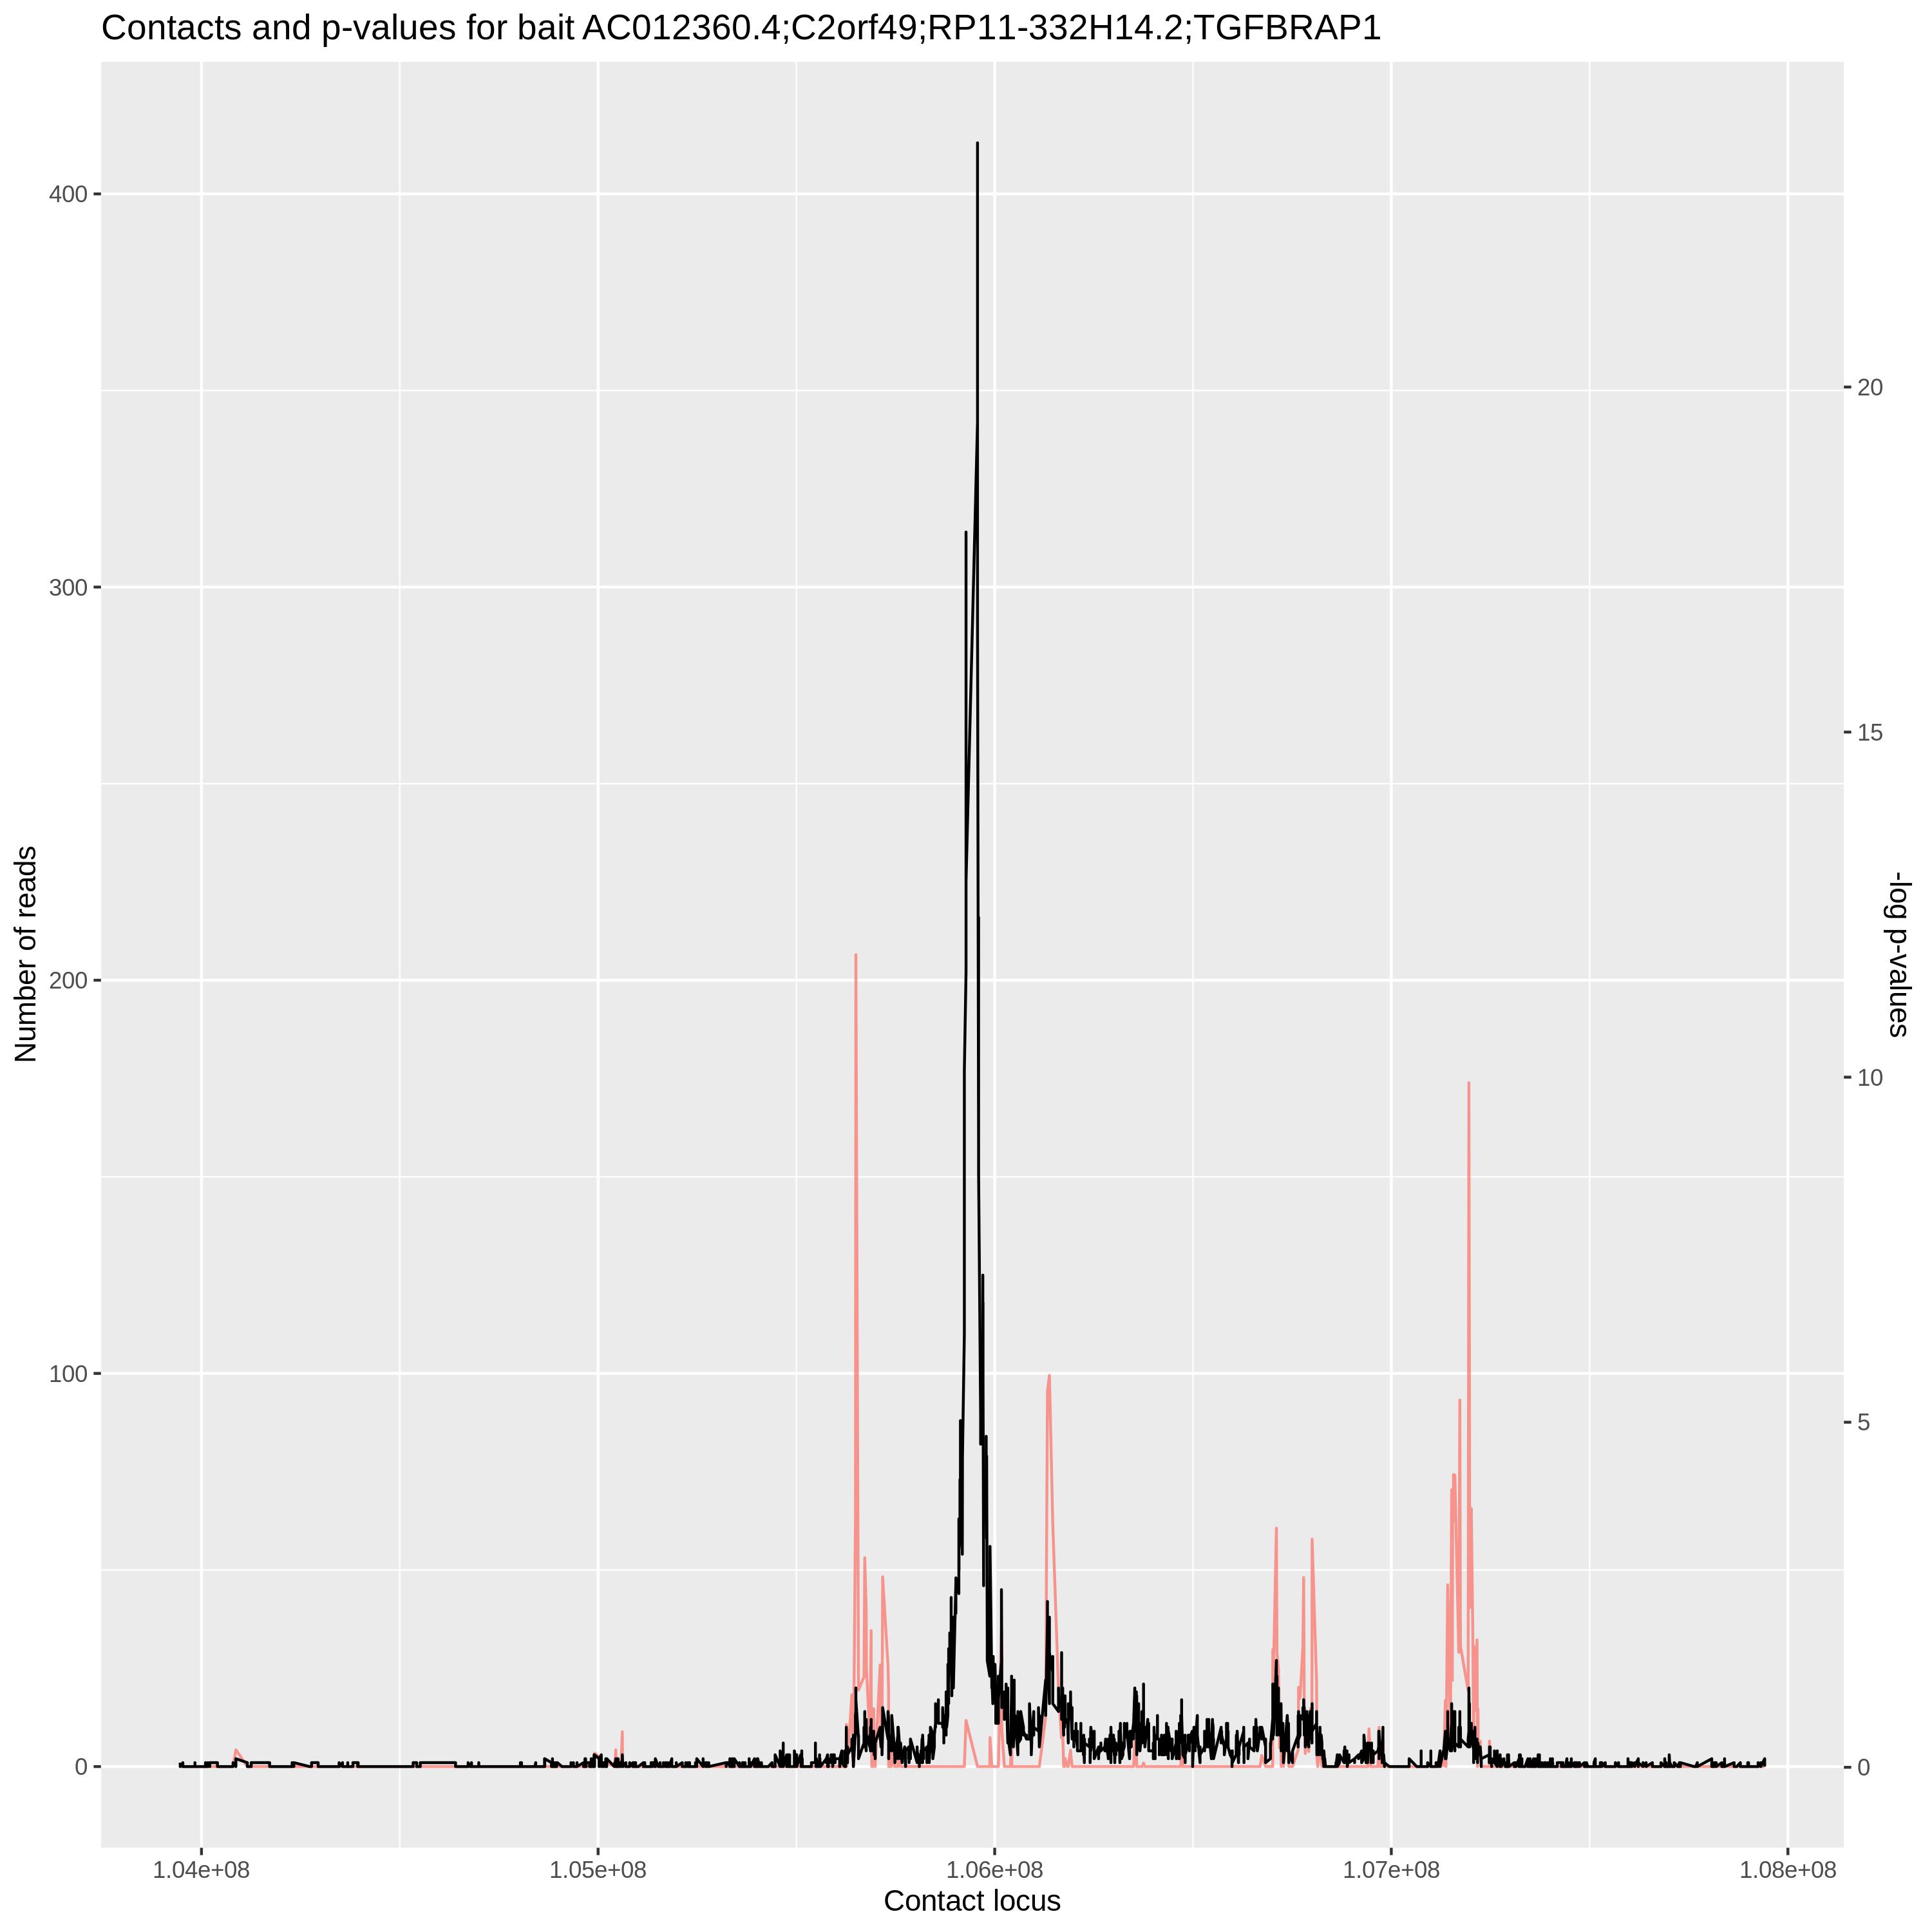 Contacts and p-values for bait AC012360.4;C2orf49;RP11-332H14.2;TGFBRAP1
Number of reads
400
300
200
100
0
20
15
10
5
0
-log p-values
1.04e+08 1.05e+08 1.06e+08 1.07e+08 1.08e+08
Contact locus